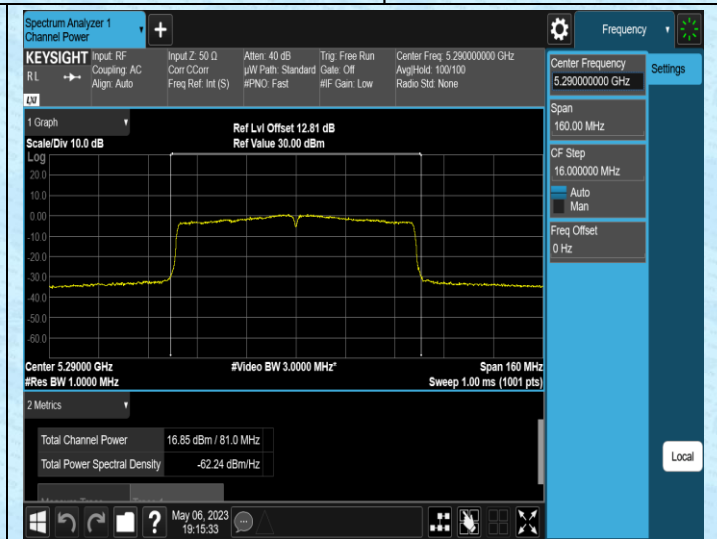 Spectrum Analyzer 1
Channel Power
Frequency
KEYSIGHT
RL
LXI
Input: RF
Coupling: AC
Align: Auto
Input Z: 50 Ω
Corr CCorr
Freq Ref: Int (S)
Atten: 40 dB
µW Path: Standard
#PNO: Fast
Trig: Free Run
Gate: Off
#IF Gain: Low
Center Freq: 5.290000000 GHz
Avg|Hold: 100/100
Radio Std: None
Center Frequency
5.290000000 GHz
Settings
Span
160.00 MHz
CF Step
16.000000 MHz
Auto
Man
Freq Offset
0 Hz
1 Graph
Scale/Div 10.0 dB
Ref Lvl Offset 12.81 dB
Ref Value 30.00 dBm
Log
20.0
10.0
0.00
-10.0
-20.0
-30.0
-40.0
-50.0
-60.0
Center 5.29000 GHz
#Res BW 1.0000 MHz
#Video BW 3.0000 MHz*
Span 160 MHz
Sweep 1.00 ms (1001 pts)
2 Metrics
Total Channel Power 16.85 dBm / 81.0 MHz
Total Power Spectral Density -62.24 dBm/Hz
Local
?
May 06, 2023
19:15:33